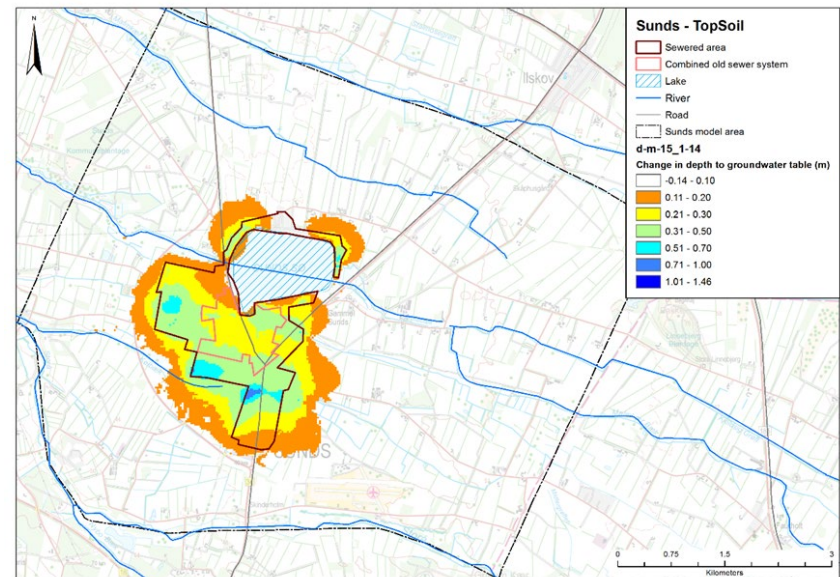 N
Sunds - TopSoil
Sewered area
Combined old sewer system
Lake
River
Road
Sunds model area
d-m-15_1-14
Change in depth to groundwater table (m)
-0.14 - 0.10
0.11 - 0.20
0.21 - 0.30
0.31 - 0.50
0.51 - 0.70
0.71 - 1.00
1.01 - 1.46
Ilskov
0 0.75 1.5 3
Kilometers